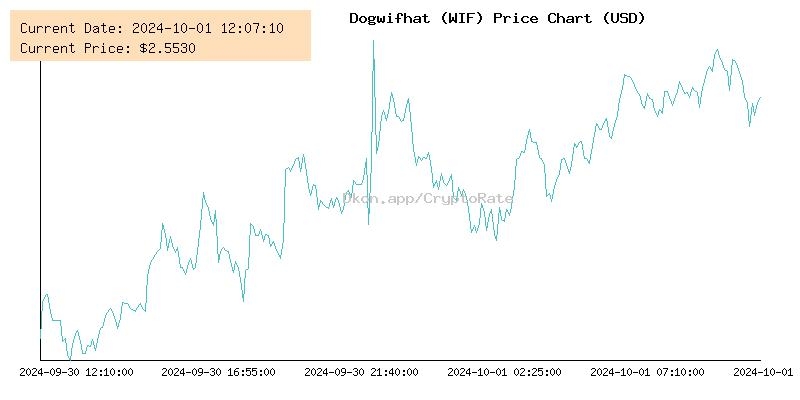 Dogwifhat (WIF) Price Chart (USD)
Current Date: 2024-10-01 12:07:10
Current Price: $2.5530
Dkon.app/CryptoRate
2024-09-30 12:10:00 2024-09-30 16:55:00 2024-09-30 21:40:00 2024-10-01 02:25:00 2024-10-01 07:10:00 2024-10-01